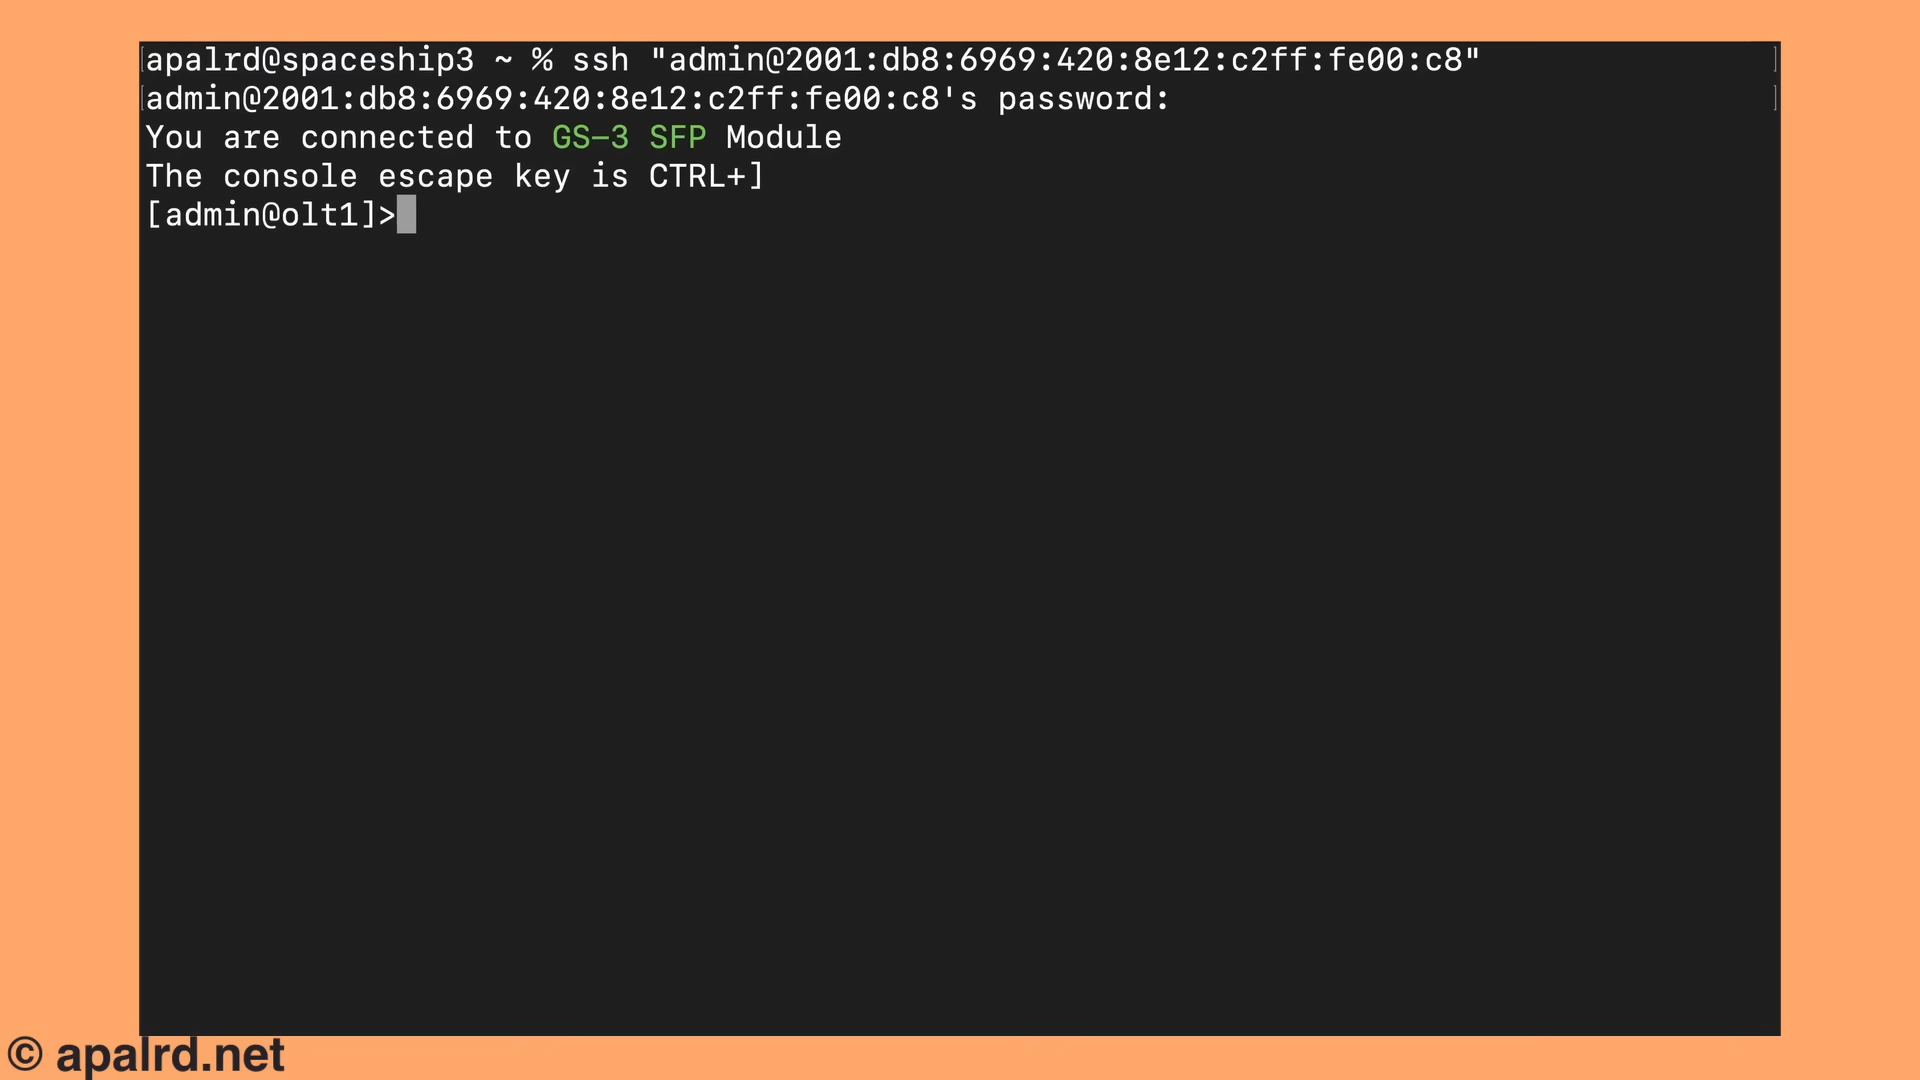 apalrd@spaceship3 ~ % ssh "admin@2001:db8:6969:420:8e12:c2ff:fe00:c8"
admin@2001:db8:6969:420:8e12:c2ff:fe00:c8's password:
You are connected to GS-3 SFP Module
The console escape key is CTRL+]
[admin@olt1]>
© apalrd.net